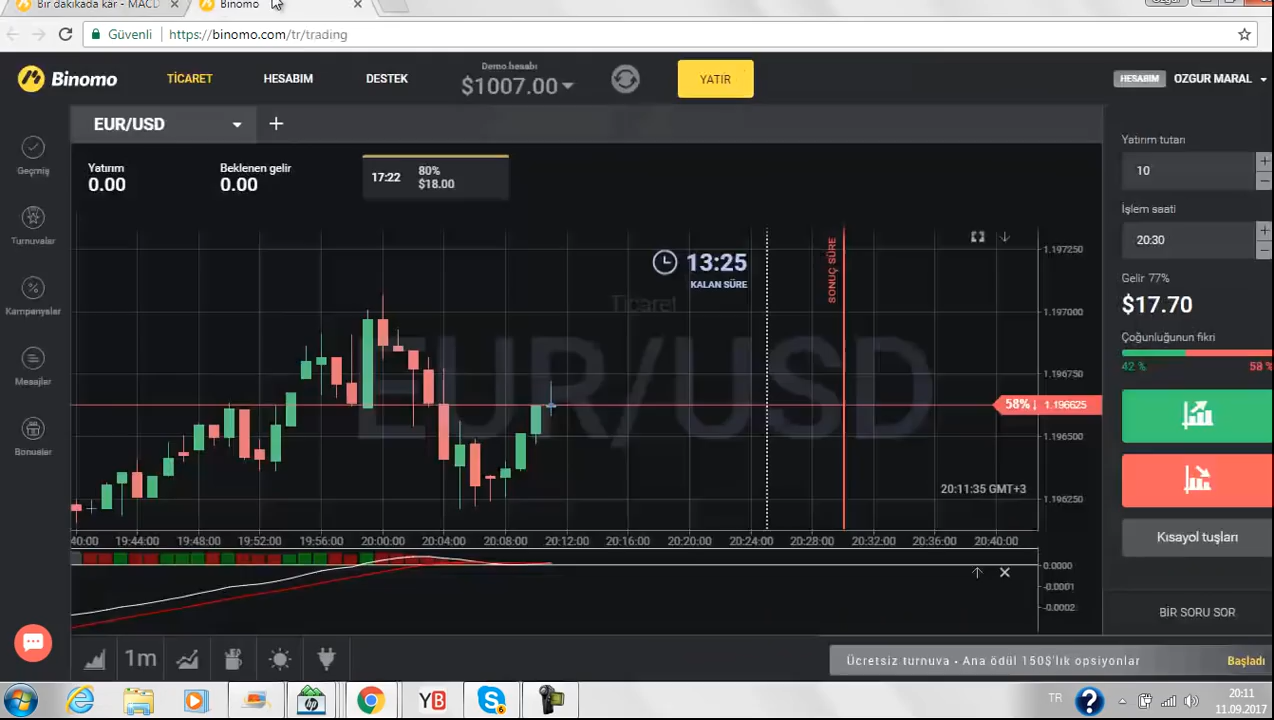 Bir dakikada kar - MACD
Binomo
Güvenli
https://binomo.com/tr/trading
Binomo
TİCARET
HESABIM
DESTEK
Demo hesabı
$1007.00
YATIR
HESABIM
OZGUR MARAL
EUR/USD
Geçmiş
Turnuvalar
Kampanyalar
Mesajlar
Bonuslar
Yatırım
0.00
Beklenen gelir
0.00
17:22
80%
$18.00
13:25
KALAN SÜRE
SONUÇ SÜRE
Ticaret
EUR/USD
1.197250
1.197000
1.196750
58%↓ 1.196625
1.196500
1.196250
20:11:35 GMT+3
:40:00 19:44:00 19:48:00 19:52:00 19:56:00 20:00:00 20:04:00 20:08:00 20:12:00 20:16:00 20:20:00 20:24:00 20:28:00 20:32:00 20:36:00 20:40:00
0.0000
-0.0001
-0.0002
Yatırım tutarı
10
İşlem saati
20:30
Gelir 77%
$17.70
Çoğunluğunun fikri
42 % 58 %
Kısayol tuşları
BİR SORU SOR
1m
Ücretsiz turnuva - Ana ödül 150$'lık opsiyonlar
Başladı
hp
YB
6
TR
20:11
11.09.2017